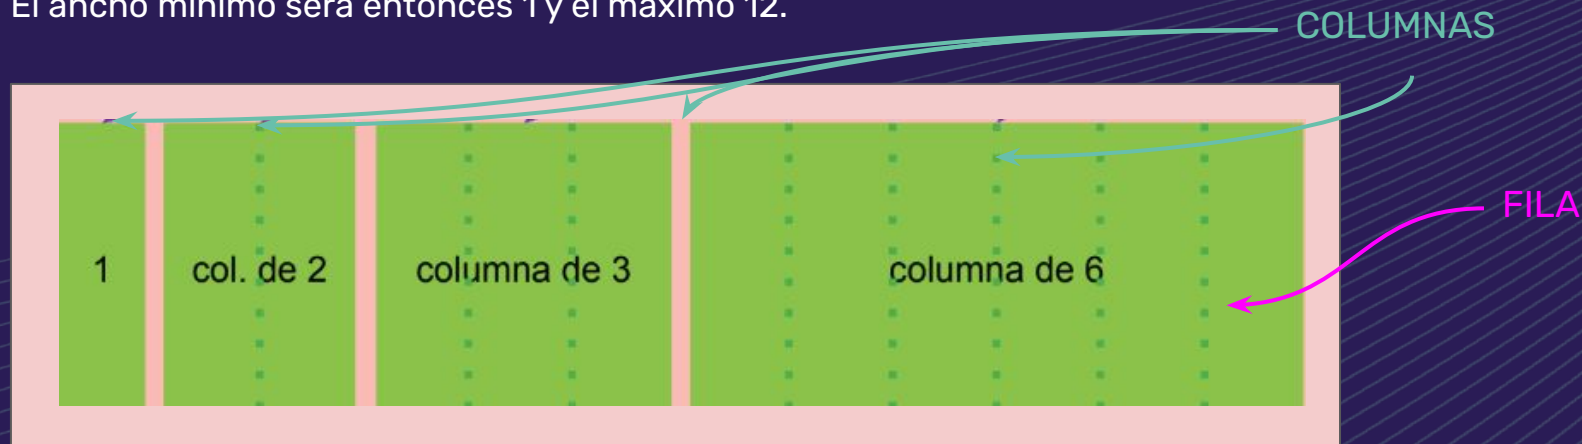 El ancho mínimo será entonces 1 y el máximo 12.
COLUMNAS
FILA
1
col. de 2
columna de 3
columna de 6